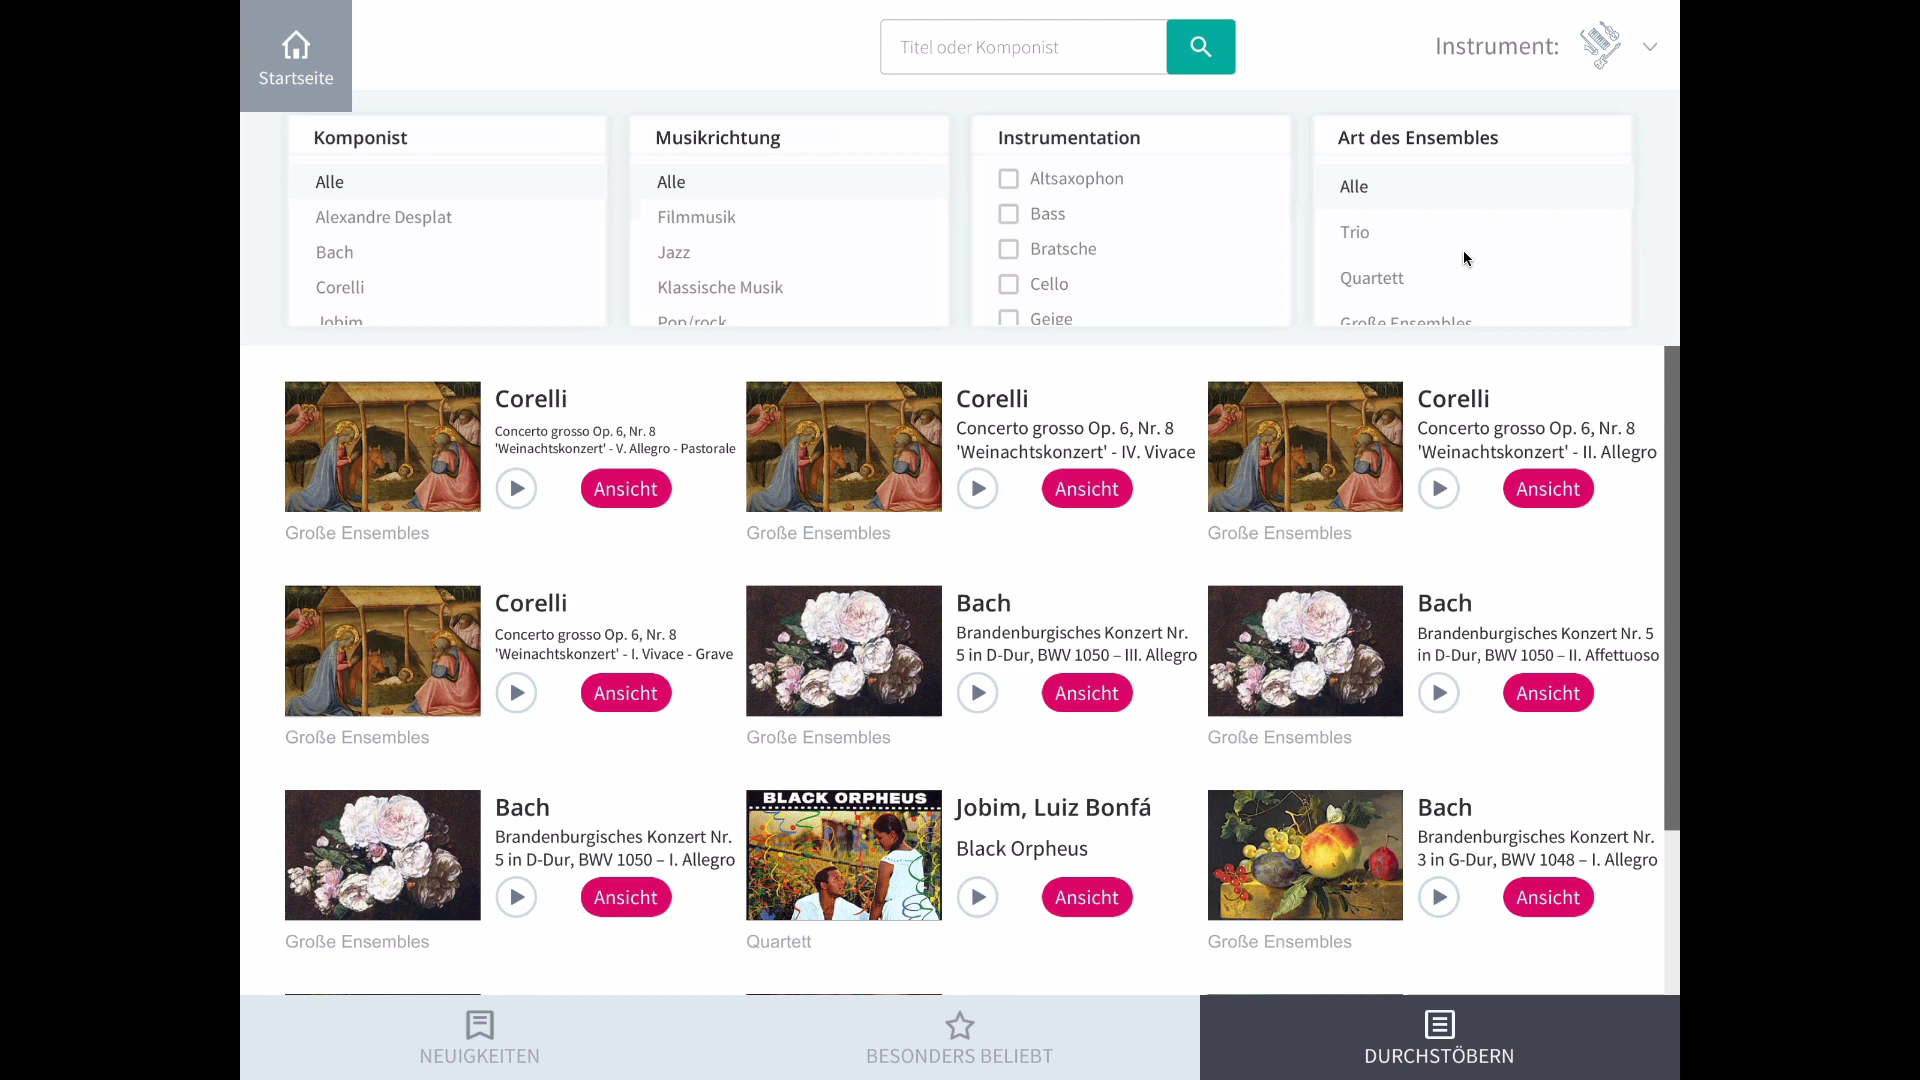 Startseite
Titel oder Komponist
Instrument:
Komponist
Alle
Alexandre Desplat
Bach
Corelli
Jobim
Musikrichtung
Alle
Filmmusik
Jazz
Klassische Musik
Pop/rock
Instrumentation
Altsaxophon
Bass
Bratsche
Cello
Geige
Art des Ensembles
Alle
Trio
Quartett
Große Ensembles
Corelli
Concerto grosso Op. 6, Nr. 8
'Weinachtskonzert' - V. Allegro - Pastorale
Ansicht
Große Ensembles
Corelli
Concerto grosso Op. 6, Nr. 8
'Weinachtskonzert' - IV. Vivace
Ansicht
Große Ensembles
Corelli
Concerto grosso Op. 6, Nr. 8
'Weinachtskonzert' - II. Allegro
Ansicht
Große Ensembles
Corelli
Concerto grosso Op. 6, Nr. 8
'Weinachtskonzert' - I. Vivace - Grave
Ansicht
Große Ensembles
Bach
Brandenburgisches Konzert Nr.
5 in D-Dur, BWV 1050 – III. Allegro
Ansicht
Große Ensembles
Bach
Brandenburgisches Konzert Nr. 5
in D-Dur, BWV 1050 – II. Affettuoso
Ansicht
Große Ensembles
Bach
Brandenburgisches Konzert Nr.
5 in D-Dur, BWV 1050 – I. Allegro
Ansicht
Große Ensembles
BLACK ORPHEUS
Jobim, Luiz Bonfá
Black Orpheus
Ansicht
Quartett
Bach
Brandenburgisches Konzert Nr.
3 in G-Dur, BWV 1048 – I. Allegro
Ansicht
Große Ensembles
NEUIGKEITEN
BESONDERS BELIEBT
DURCHSTÖBERN